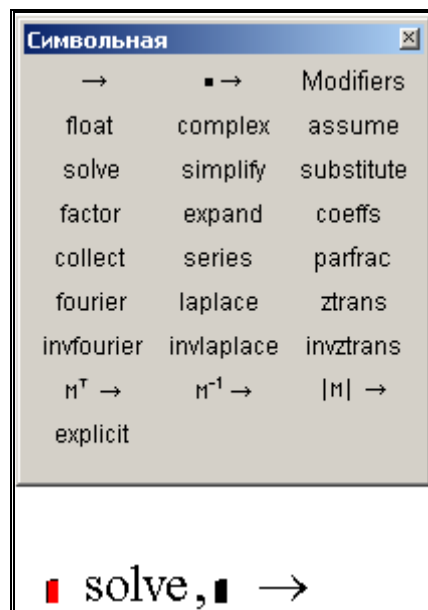 Символьная
→ ▪ → Modifiers
float complex assume
solve simplify substitute
factor expand coeffs
collect series parfrac
fourier laplace ztrans
invfourier invlaplace invztrans
Mᵀ → M⁻¹ → |M| →
explicit
▮ solve,▮ →